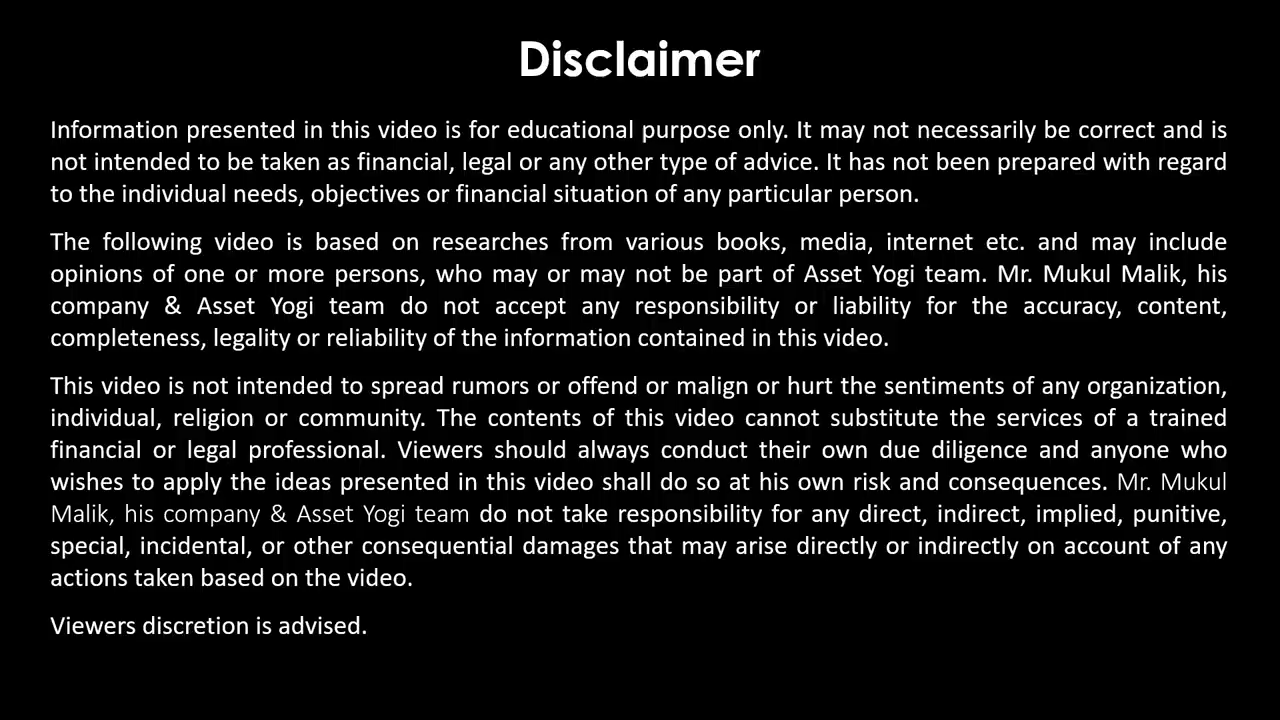 Disclaimer
Information presented in this video is for educational purpose only. It may not necessarily be correct and is
not intended to be taken as financial, legal or any other type of advice. It has not been prepared with regard
to the individual needs, objectives or financial situation of any particular person.
The following video is based on researches from various books, media, internet etc. and may include
opinions of one or more persons, who may or may not be part of Asset Yogi team. Mr. Mukul Malik, his
company & Asset Yogi team do not accept any responsibility or liability for the accuracy, content,
completeness, legality or reliability of the information contained in this video.
This video is not intended to spread rumors or offend or malign or hurt the sentiments of any organization,
individual, religion or community. The contents of this video cannot substitute the services of a trained
financial or legal professional. Viewers should always conduct their own due diligence and anyone who
wishes to apply the ideas presented in this video shall do so at his own risk and consequences. Mr. Mukul
Malik, his company & Asset Yogi team do not take responsibility for any direct, indirect, implied, punitive,
special, incidental, or other consequential damages that may arise directly or indirectly on account of any
actions taken based on the video.
Viewers discretion is advised.